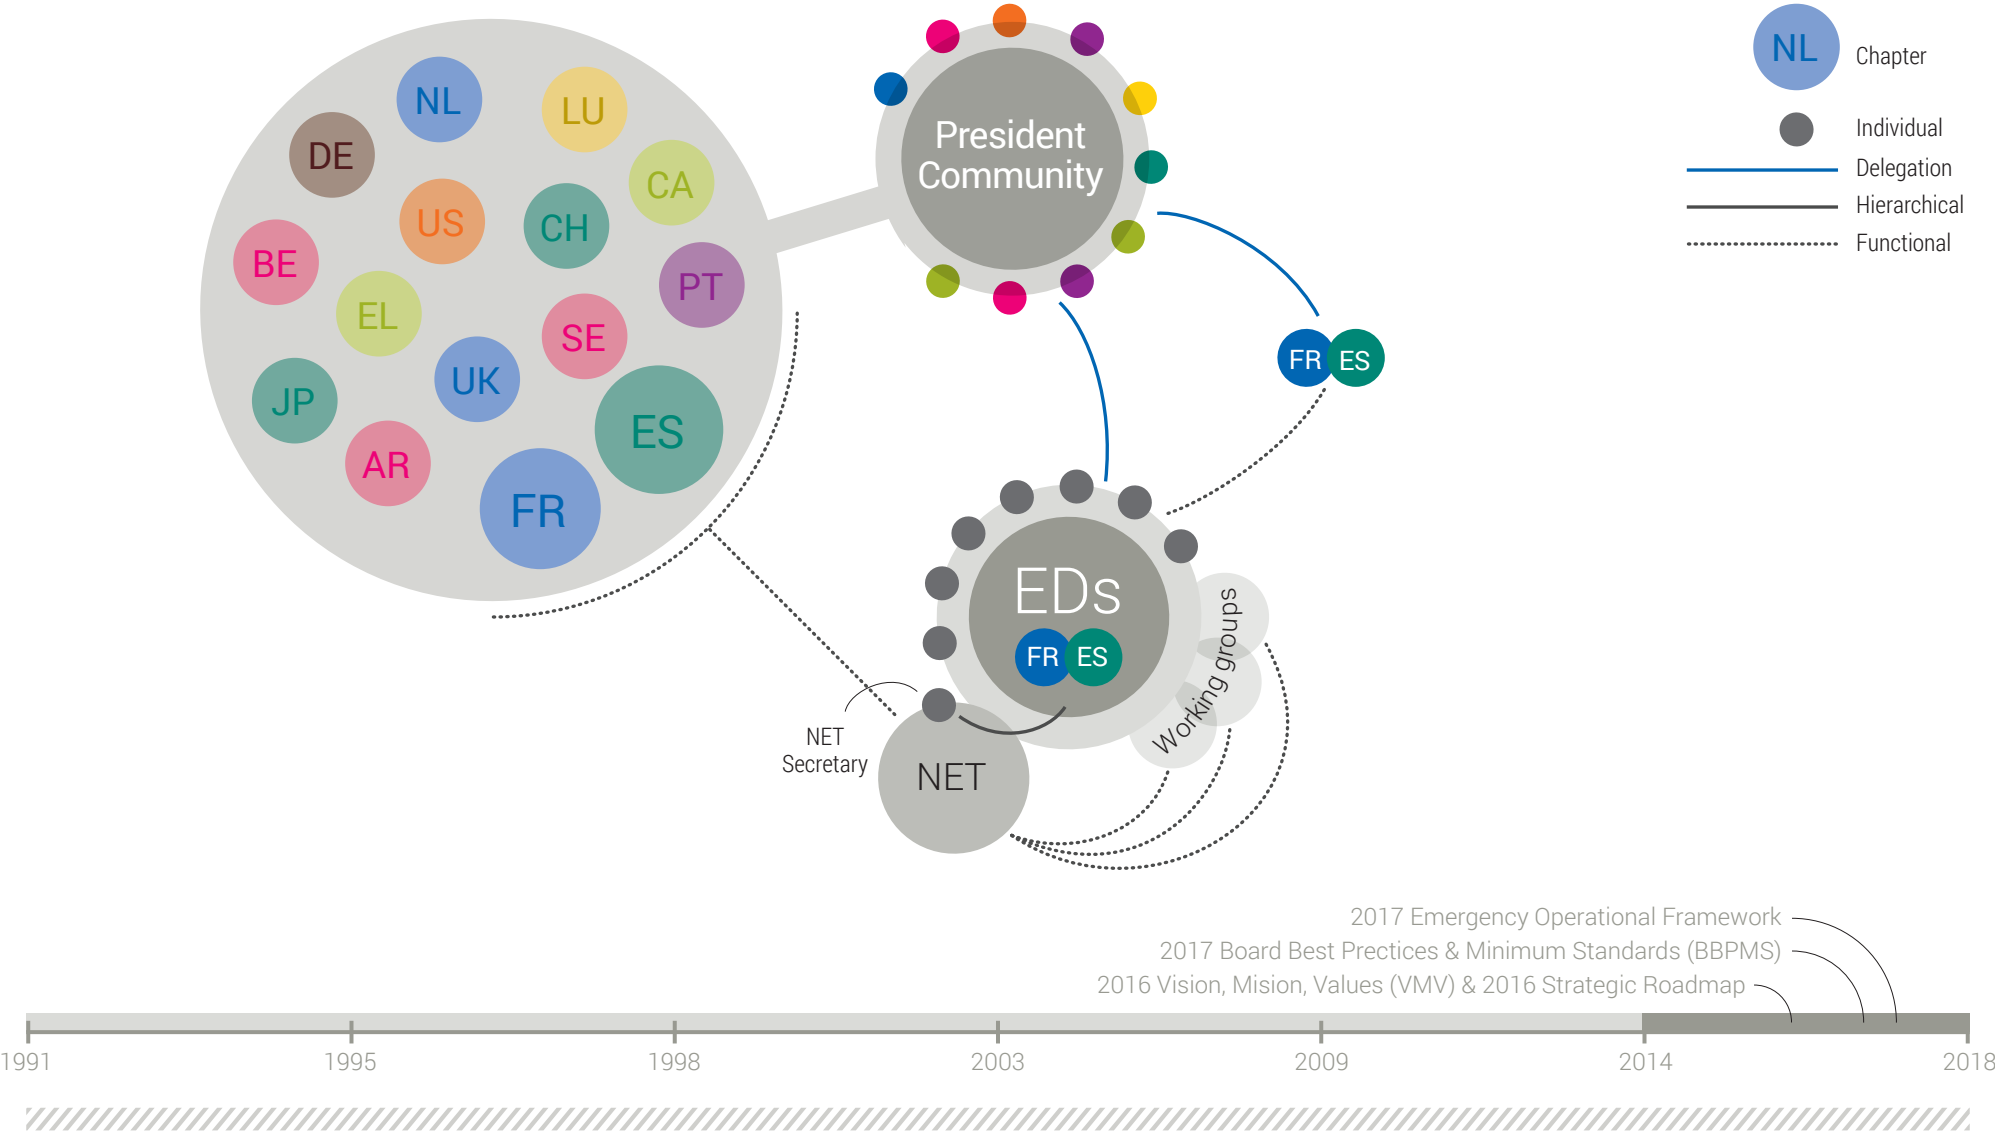 NL
LU
DE
CA
US
CH
BE
PT
EL
SE
UK
JP
ES
AR
FR
President
Community
NL
Chapter
Individual
Delegation
Hierarchical
Functional
FR
ES
EDs
FR
ES
Working groups
NET
Secretary
NET
2017 Emergency Operational Framework
2017 Board Best Prectices & Minimum Standards (BBPMS)
2016 Vision, Mision, Values (VMV) & 2016 Strategic Roadmap
1991
1995
1998
2003
2009
2014
2018